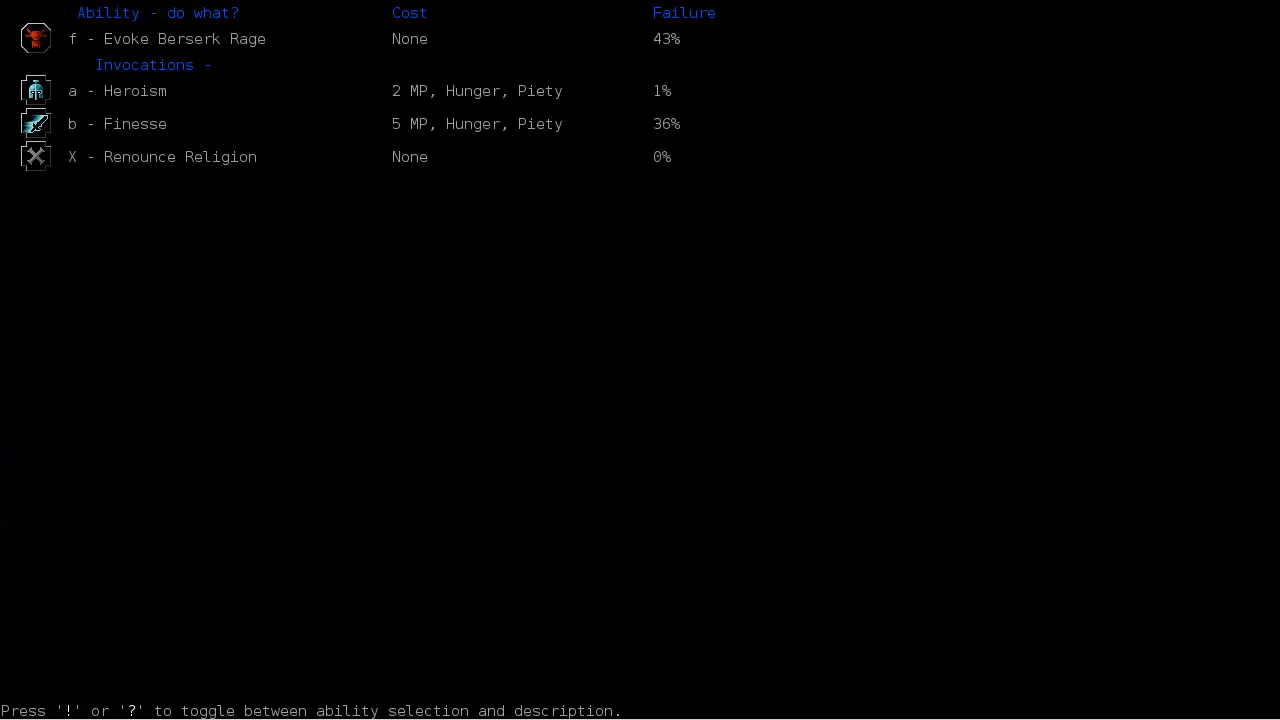 Ability - do what? Cost Failure
f - Evoke Berserk Rage None 43%
Invocations -
a - Heroism 2 MP, Hunger, Piety 1%
b - Finesse 5 MP, Hunger, Piety 36%
X - Renounce Religion None 0%
Press '!' or '?' to toggle between ability selection and description.